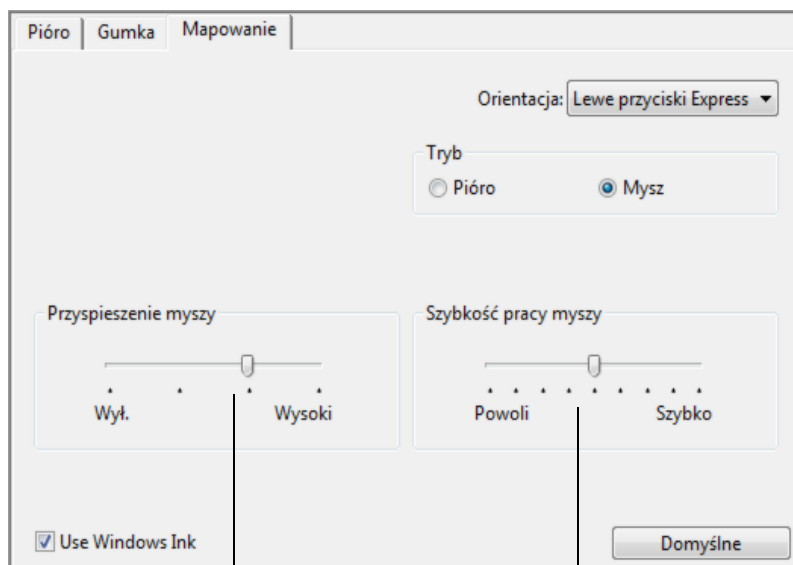 Pióro Gumka Mapowanie
Orientacja: Lewe przyciski Express
Tryb
Pióro Mysz
Przyspieszenie myszy
Wył. Wysoki
Szybkość pracy myszy
Powoli Szybko
Use Windows Ink
Domyślne